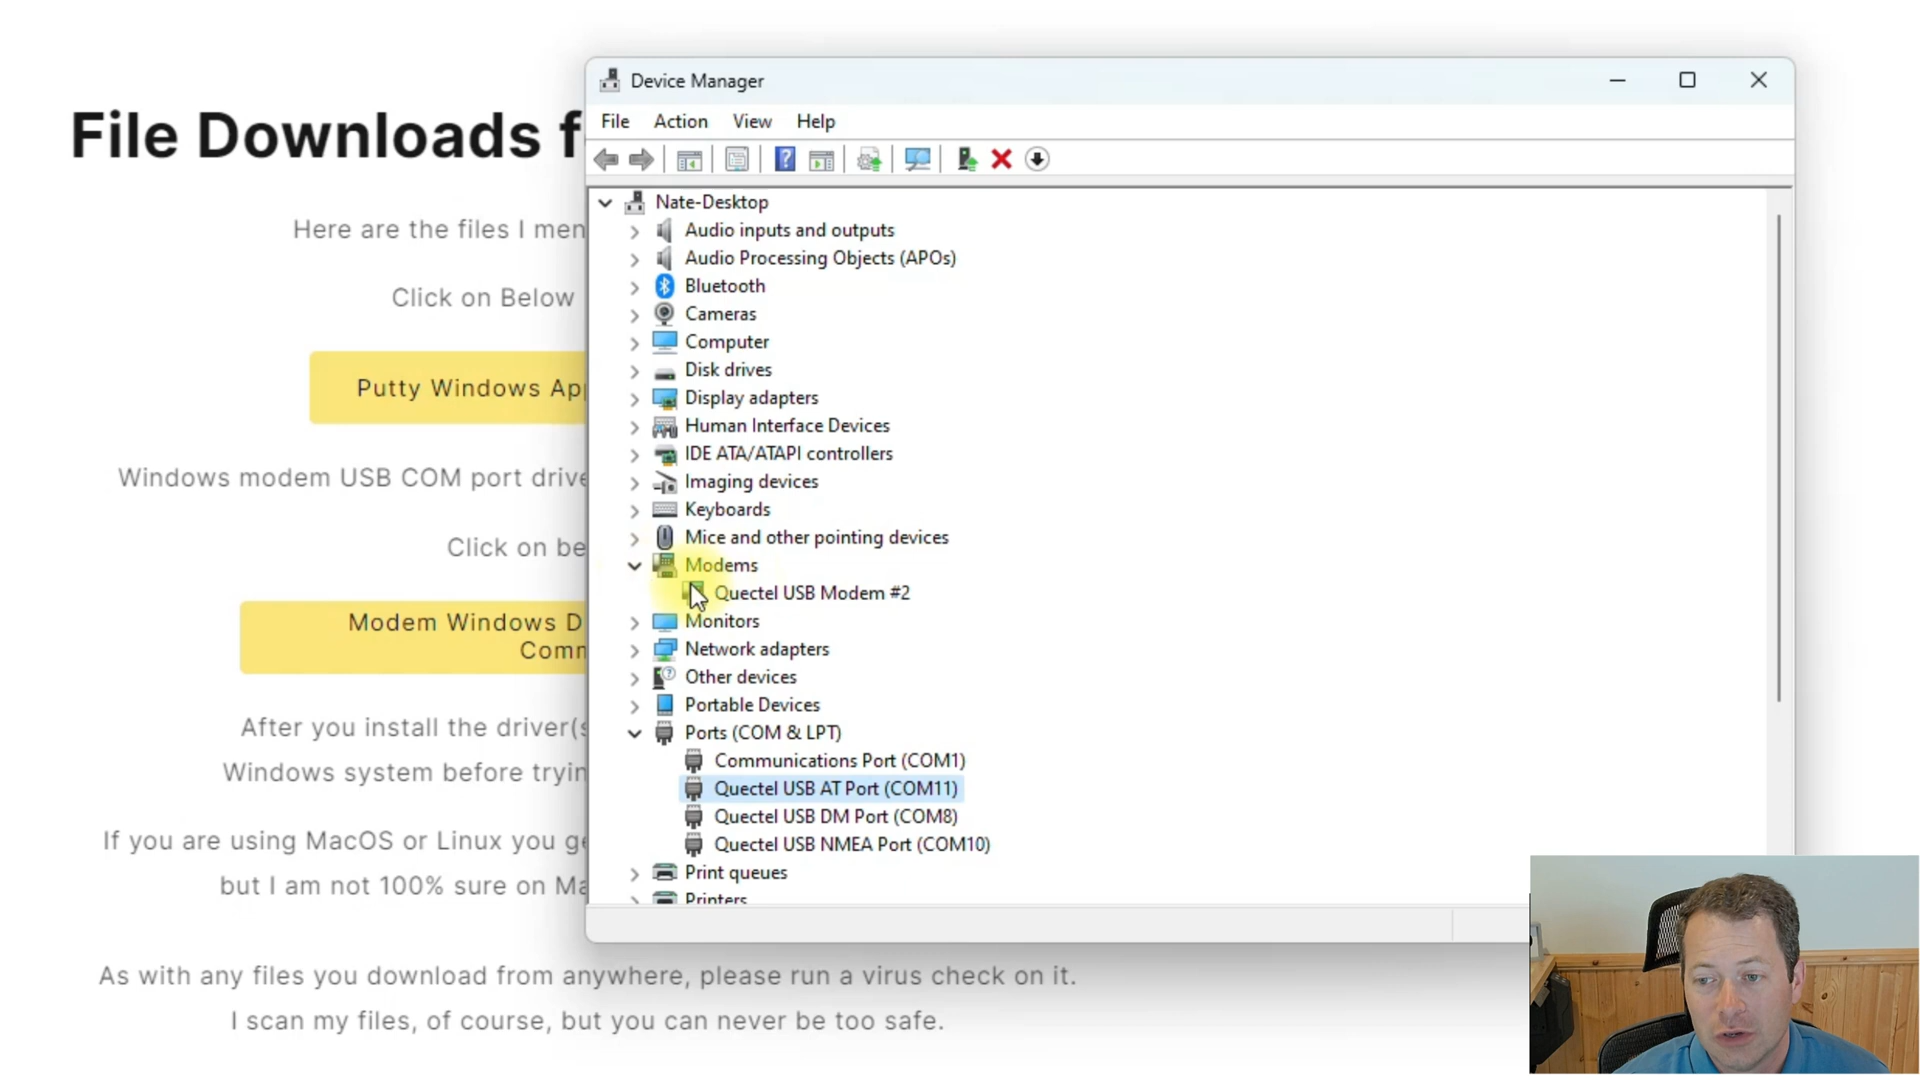 File Downloads f
Here are the files I men
Click on Below
Putty Windows Ap
Windows modem USB COM port drive
Click on be
Modem Windows D
Comm
After you install the driver(s
Windows system before tryin
If you are using MacOS or Linux you ge
but I am not 100% sure on Ma
As with any files you download from anywhere, please run a virus check on it.
I scan my files, of course, but you can never be too safe.
Device Manager
File Action View Help
Nate-Desktop
Audio inputs and outputs
Audio Processing Objects (APOs)
Bluetooth
Cameras
Computer
Disk drives
Display adapters
Human Interface Devices
IDE ATA/ATAPI controllers
Imaging devices
Keyboards
Mice and other pointing devices
Modems
Quectel USB Modem #2
Monitors
Network adapters
Other devices
Portable Devices
Ports (COM & LPT)
Communications Port (COM1)
Quectel USB AT Port (COM11)
Quectel USB DM Port (COM8)
Quectel USB NMEA Port (COM10)
Print queues
Printers